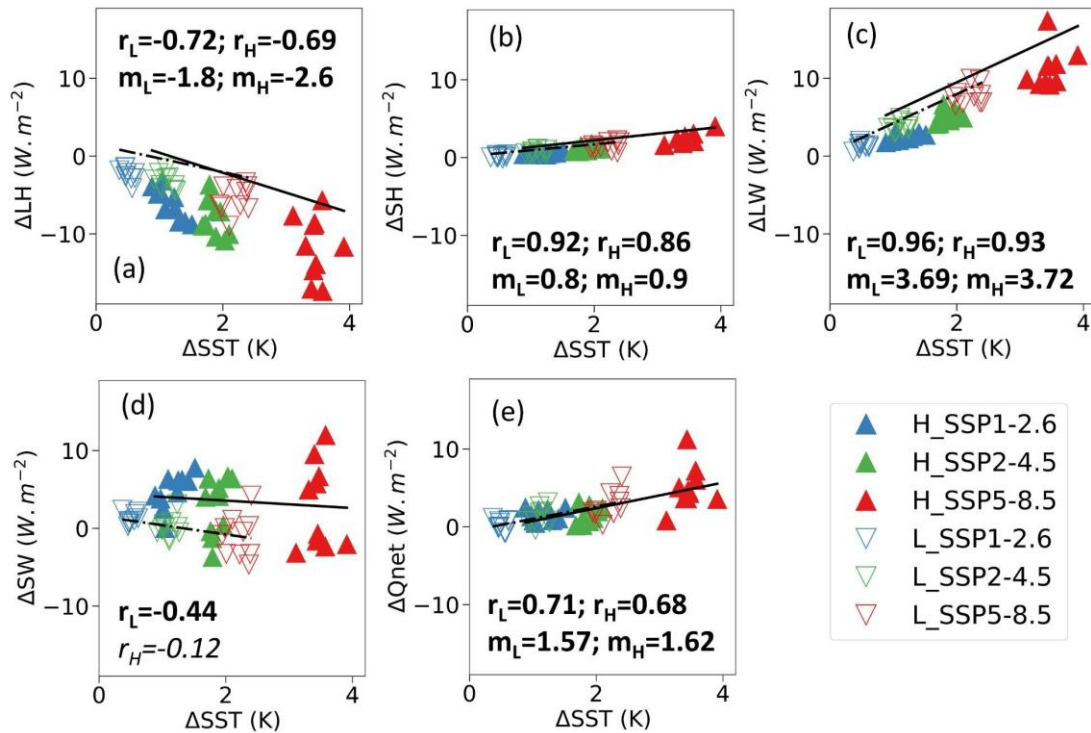 r_L=-0.72; r_H=-0.69
m_L=-1.8; m_H=-2.6
10
0
−10
ΔLH (W. m⁻²)
(a)
0 2 4
ΔSST (K)
(b)
10
0
−10
ΔSH (W. m⁻²)
r_L=0.92; r_H=0.86
m_L=0.8; m_H=0.9
0 2 4
ΔSST (K)
(c)
10
0
−10
ΔLW (W. m⁻²)
r_L=0.96; r_H=0.93
m_L=3.69; m_H=3.72
0 2 4
ΔSST (K)
(d)
10
0
−10
ΔSW (W. m⁻²)
r_L=-0.44
r_H=-0.12
0 2 4
ΔSST (K)
(e)
10
0
−10
ΔQnet (W. m⁻²)
r_L=0.71; r_H=0.68
m_L=1.57; m_H=1.62
0 2 4
ΔSST (K)
H_SSP1-2.6
H_SSP2-4.5
H_SSP5-8.5
L_SSP1-2.6
L_SSP2-4.5
L_SSP5-8.5